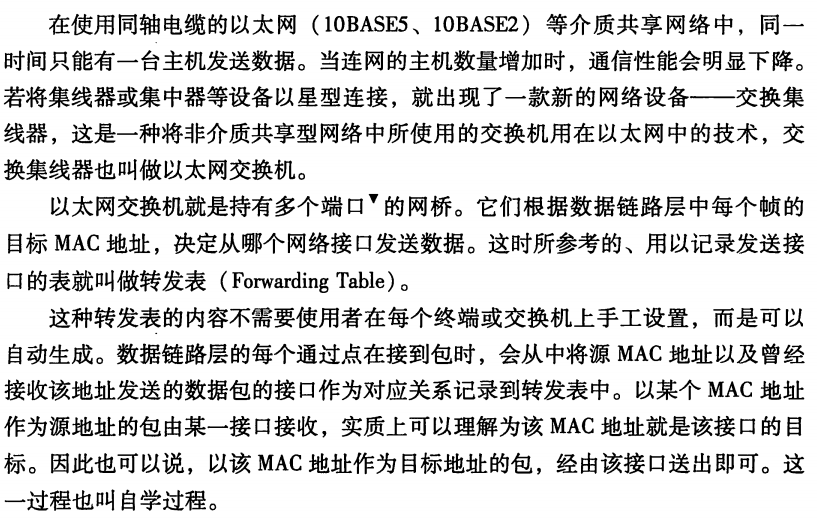 在使用同轴电缆的以太网（10BASE5、10BASE2）等介质共享网络中，同一
时间只能有一台主机发送数据。当连网的主机数量增加时，通信性能会明显下降。
若将集线器或集中器等设备以星型连接，就出现了一款新的网络设备——交换集
线器，这是一种将非介质共享型网络中所使用的交换机用在以太网中的技术，交
换集线器也叫做以太网交换机。
以太网交换机就是持有多个端口▼的网桥。它们根据数据链路层中每个帧的
目标 MAC 地址，决定从哪个网络接口发送数据。这时所参考的、用以记录发送接
口的表就叫做转发表（Forwarding Table）。
这种转发表的内容不需要使用者在每个终端或交换机上手工设置，而是可以
自动生成。数据链路层的每个通过点在接到包时，会从中将源 MAC 地址以及曾经
接收该地址发送的数据包的接口作为对应关系记录到转发表中。以某个 MAC 地址
作为源地址的包由某一接口接收，实质上可以理解为该 MAC 地址就是该接口的目
标。因此也可以说，以该 MAC 地址作为目标地址的包，经由该接口送出即可。这
一过程也叫自学过程。